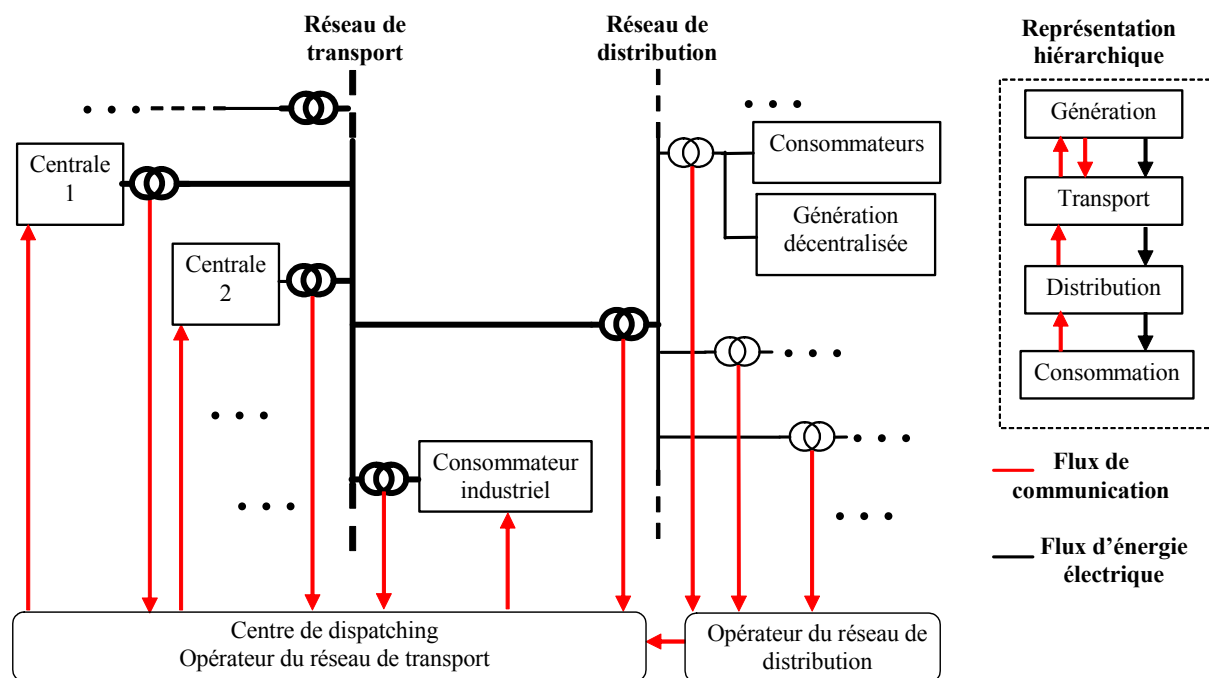 Réseau de
transport
Réseau de
distribution
Représentation
hiérarchique
Centrale
1
Centrale
2
Consommateur
industriel
Consommateurs
Génération
décentralisée
Génération
Transport
Distribution
Consommation
Flux de
communication
Flux d’énergie
électrique
Centre de dispatching
Opérateur du réseau de transport
Opérateur du réseau de
distribution